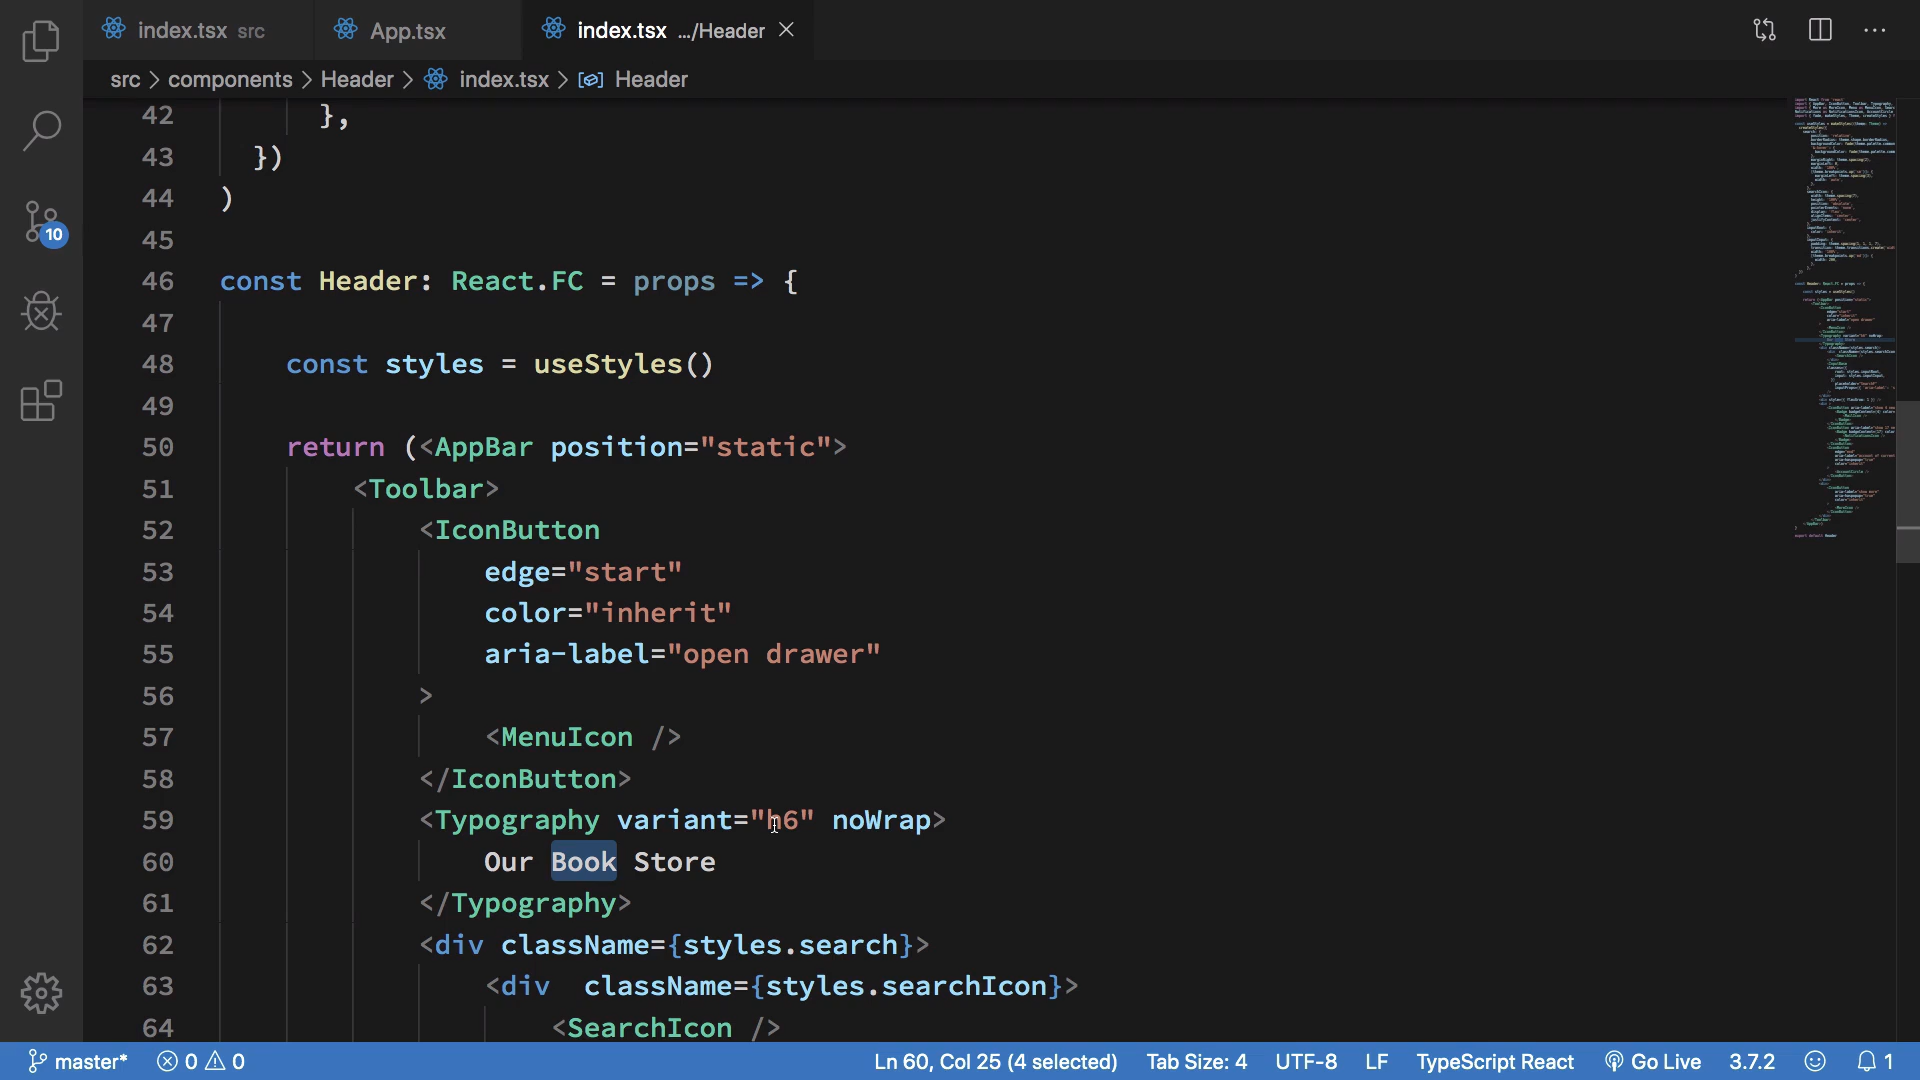 index.tsx src
App.tsx
index.tsx .../Header
src > components > Header > index.tsx > Header
42 },
43 })
44 )
45
46 const Header: React.FC = props => {
47
48 const styles = useStyles()
49
50 return (<AppBar position="static">
51 <Toolbar>
52 <IconButton
53 edge="start"
54 color="inherit"
55 aria-label="open drawer"
56 >
57 <MenuIcon />
58 </IconButton>
59 <Typography variant="h6" noWrap>
60 Our Book Store
61 </Typography>
62 <div className={styles.search}>
63 <div  className={styles.searchIcon}>
64 <SearchIcon />
10
master* 0 0 Ln 60, Col 25 (4 selected) Tab Size: 4 UTF-8 LF TypeScript React Go Live 3.7.2 1